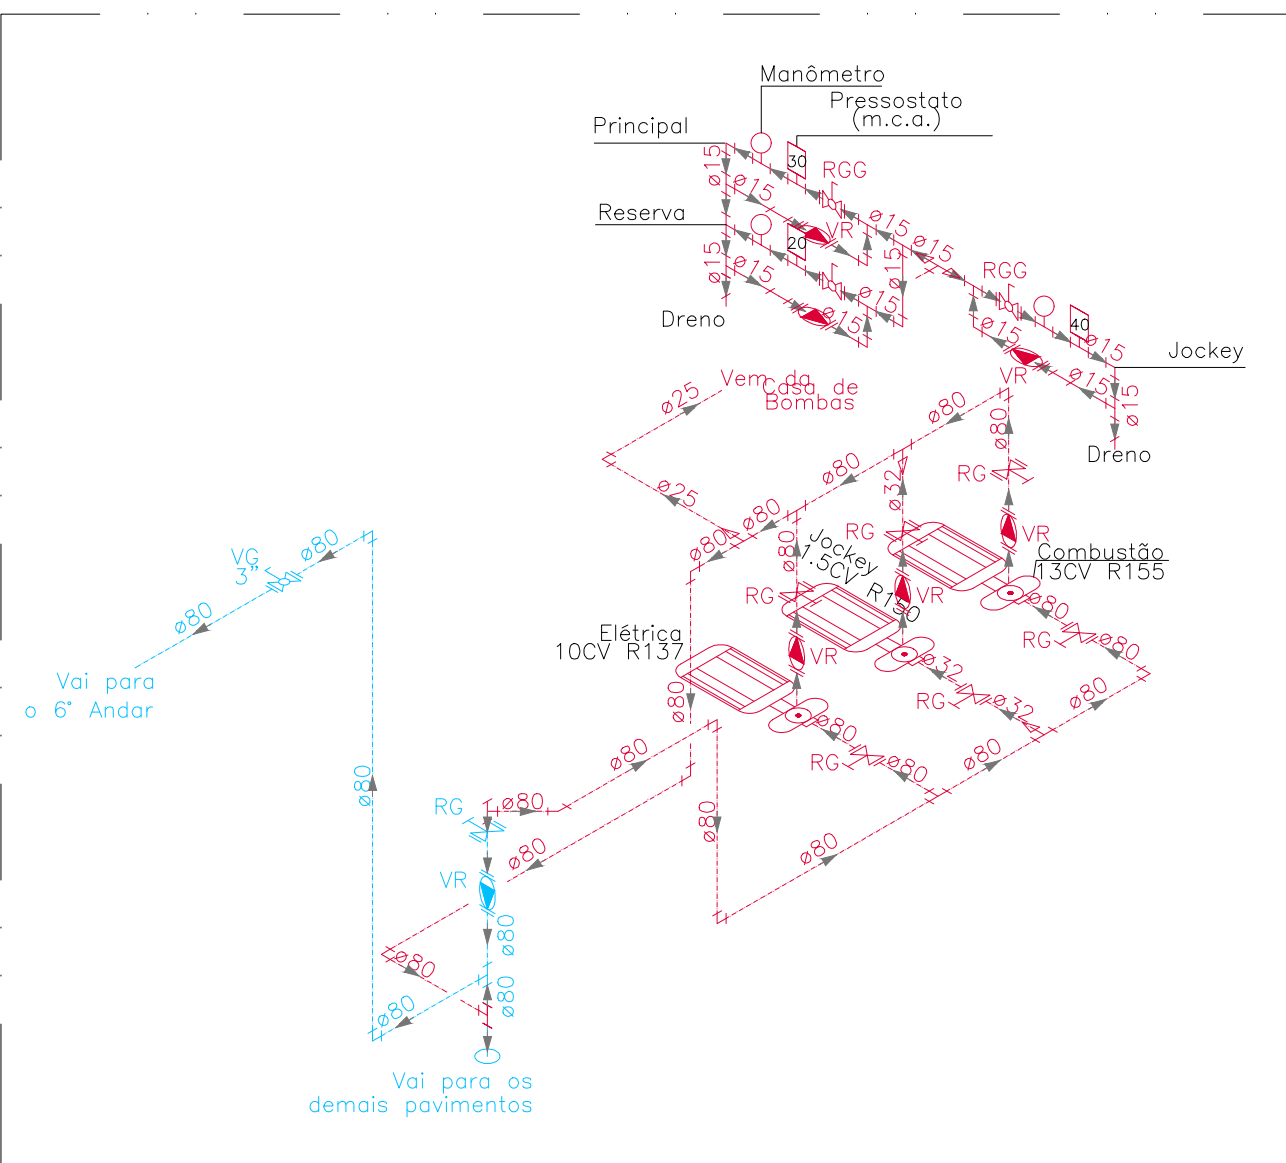 Manômetro
Pressostato
(m.c.a.)
Principal
30
RGG
ø15
ø15
Reserva
20
VR
ø15
ø15
ø15
RGG
ø15
ø15
ø15
ø15
ø15
Dreno
40
ø15
ø15
Jockey
VR
ø15
ø15
Dreno
Vem da
Casa de
Bombas
ø25
ø80
ø80
ø25
ø80
ø32
RG
ø80
ø80
ø80
RG
VR
Jockey
1.5CV R150
Combustão
13CV R155
VG
3"
ø80
RG
VR
ø80
ø80
RG
Elétrica
10CV R137
VR
ø32
ø80
Vai para
o 6° Andar
ø80
RG
ø32
ø80
ø80
ø80
RG
ø80
ø80
ø80
RG
ø80
ø80
ø80
ø80
VR
ø80
ø80
ø80
ø80
Vai para os
demais pavimentos